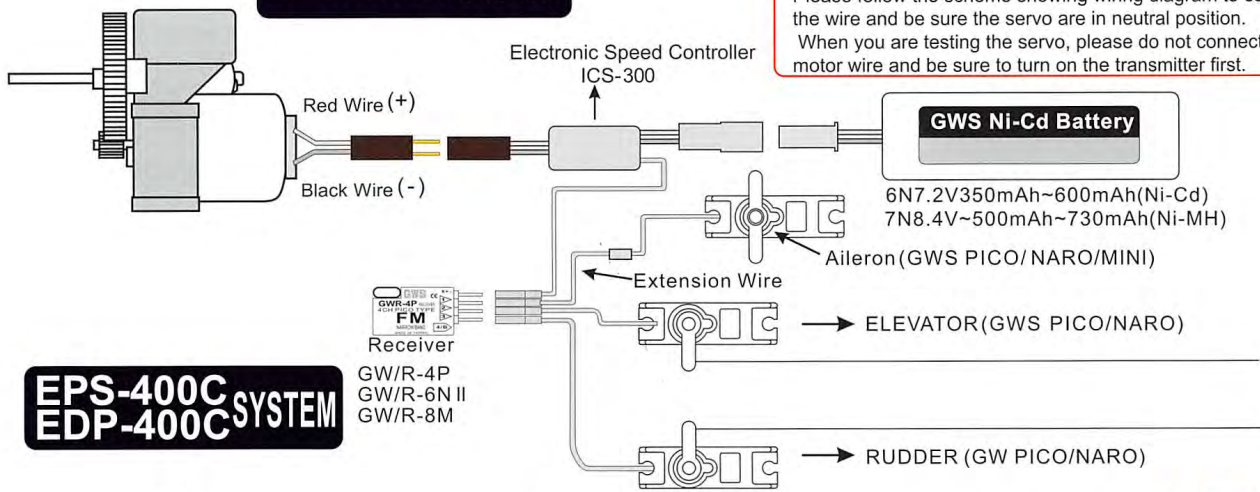 Please follow the scheme showing wiring diagram to
the wire and be sure the servo are in neutral position.
When you are testing the servo, please do not connect
motor wire and be sure to turn on the transmitter first.
Electronic Speed Controller
ICS-300
Red Wire (+)
Black Wire (-)
GWS Ni-Cd Battery
6N7.2V350mAh~600mAh(Ni-Cd)
7N8.4V~500mAh~730mAh(Ni-MH)
Aileron(GWS PICO/NARO/MINI)
Extension Wire
GWS
GWR-4P
4CH PICO TYPE
FM
NARROW BAND
Receiver
GW/R-4P
GW/R-6N II
GW/R-8M
ELEVATOR(GWS PICO/NARO)
RUDDER (GW PICO/NARO)
EPS-400C
EDP-400C SYSTEM